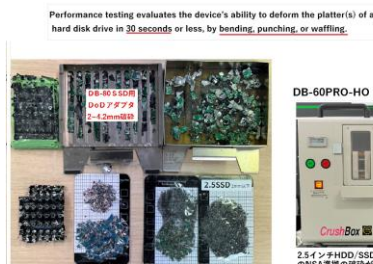 Performance testing evaluates the device's ability to deform the platter(s) of a
hard disk drive in 30 seconds or less, by bending, punching, or waffling.
DB-60PRO-HO
DB-80 SSD用
DoDアダプタ
2~4.2mm破砕
2.5SSD
CrushBox
2.5インチHDD/SSD